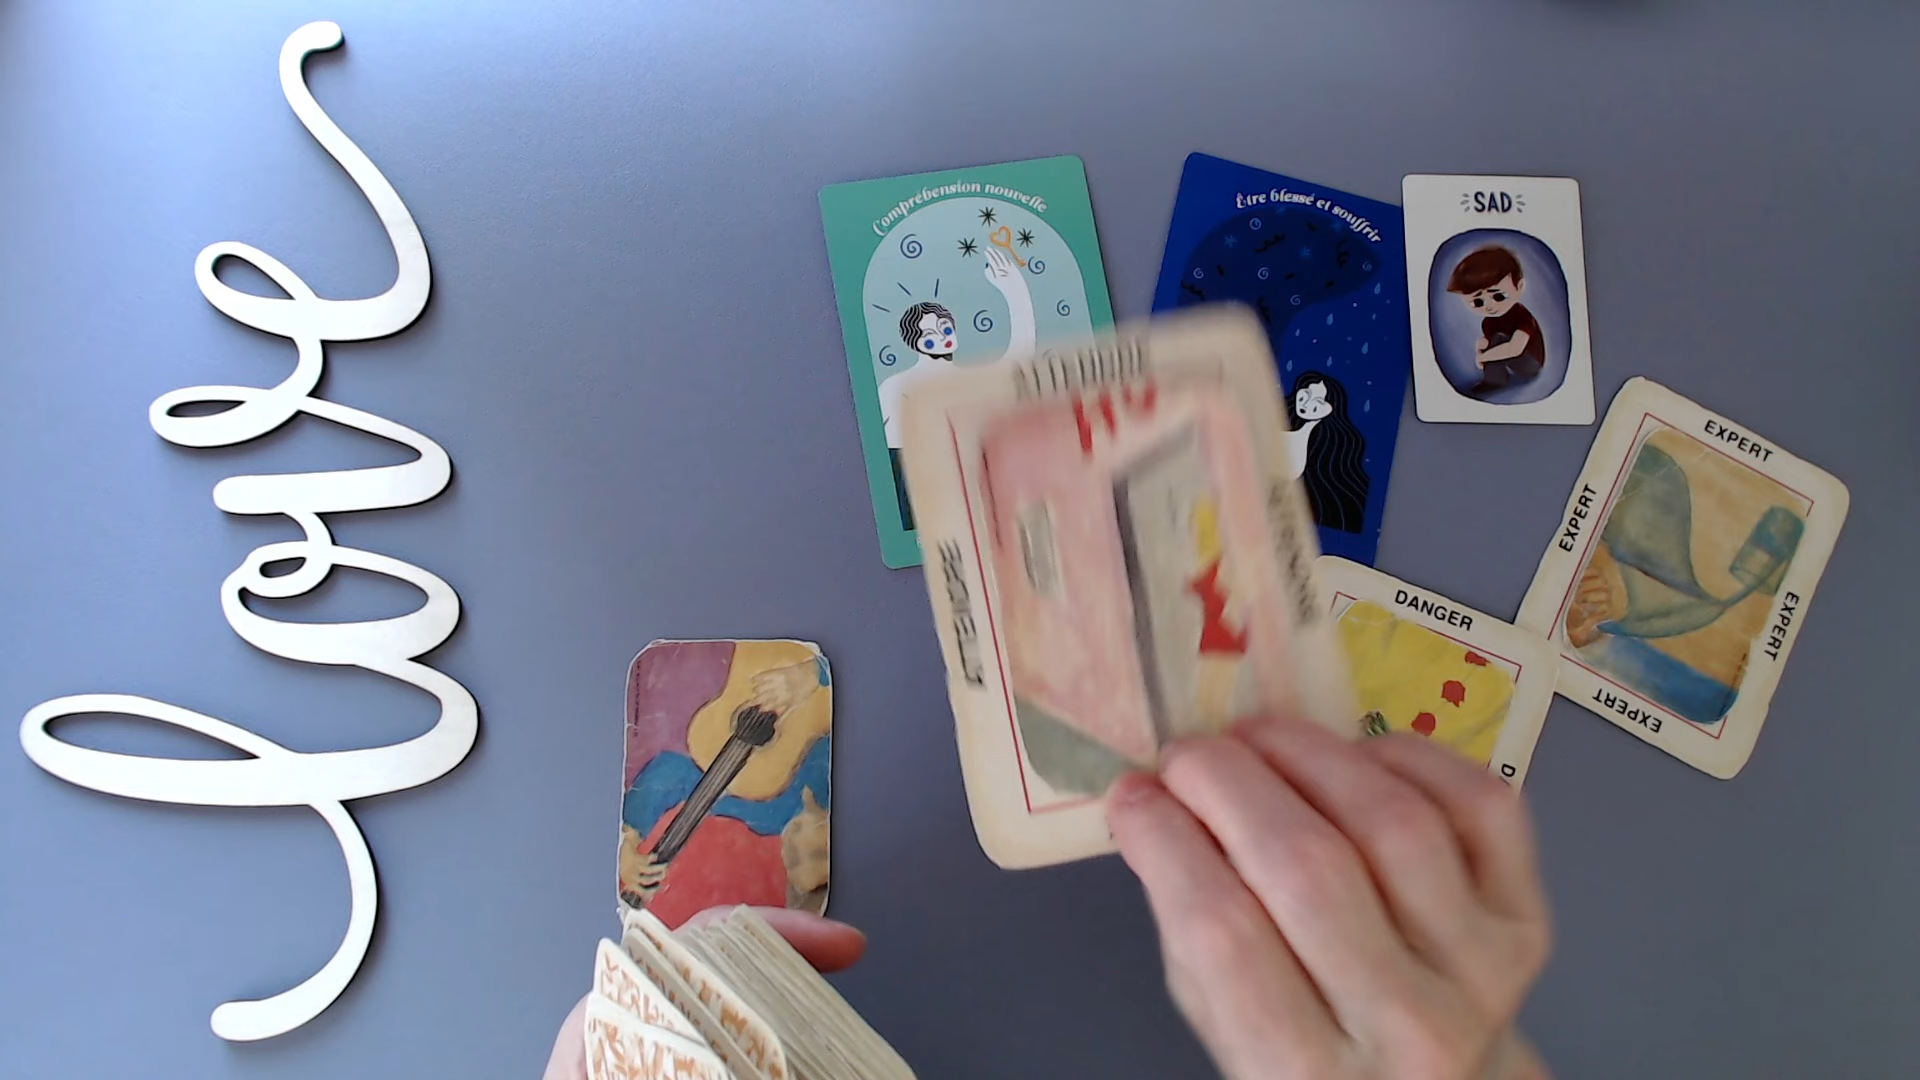 love
Compréhension nouvelle
Être blessé et souffrir
SAD
EXPERT
EXPERT
EXPERT
EXPERT
DANGER